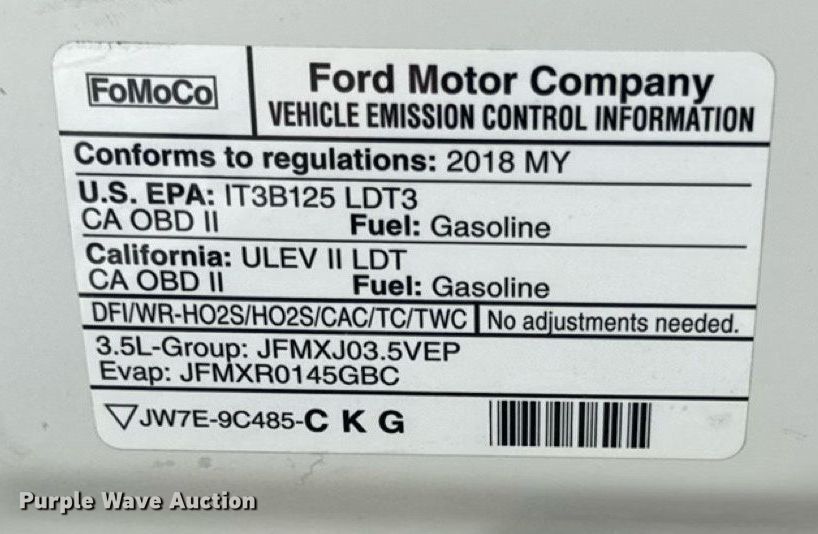 FoMoCo
Ford Motor Company
VEHICLE EMISSION CONTROL INFORMATION
Conforms to regulations: 2018 MY
U.S. EPA: IT3B125 LDT3
CA OBD II Fuel: Gasoline
California: ULEV II LDT
CA OBD II Fuel: Gasoline
DFI/WR-HO2S/HO2S/CAC/TC/TWC No adjustments needed.
3.5L-Group: JFMXJ03.5VEP
Evap: JFMXR0145GBC
JW7E-9C485-C K G
Purple Wave Auction